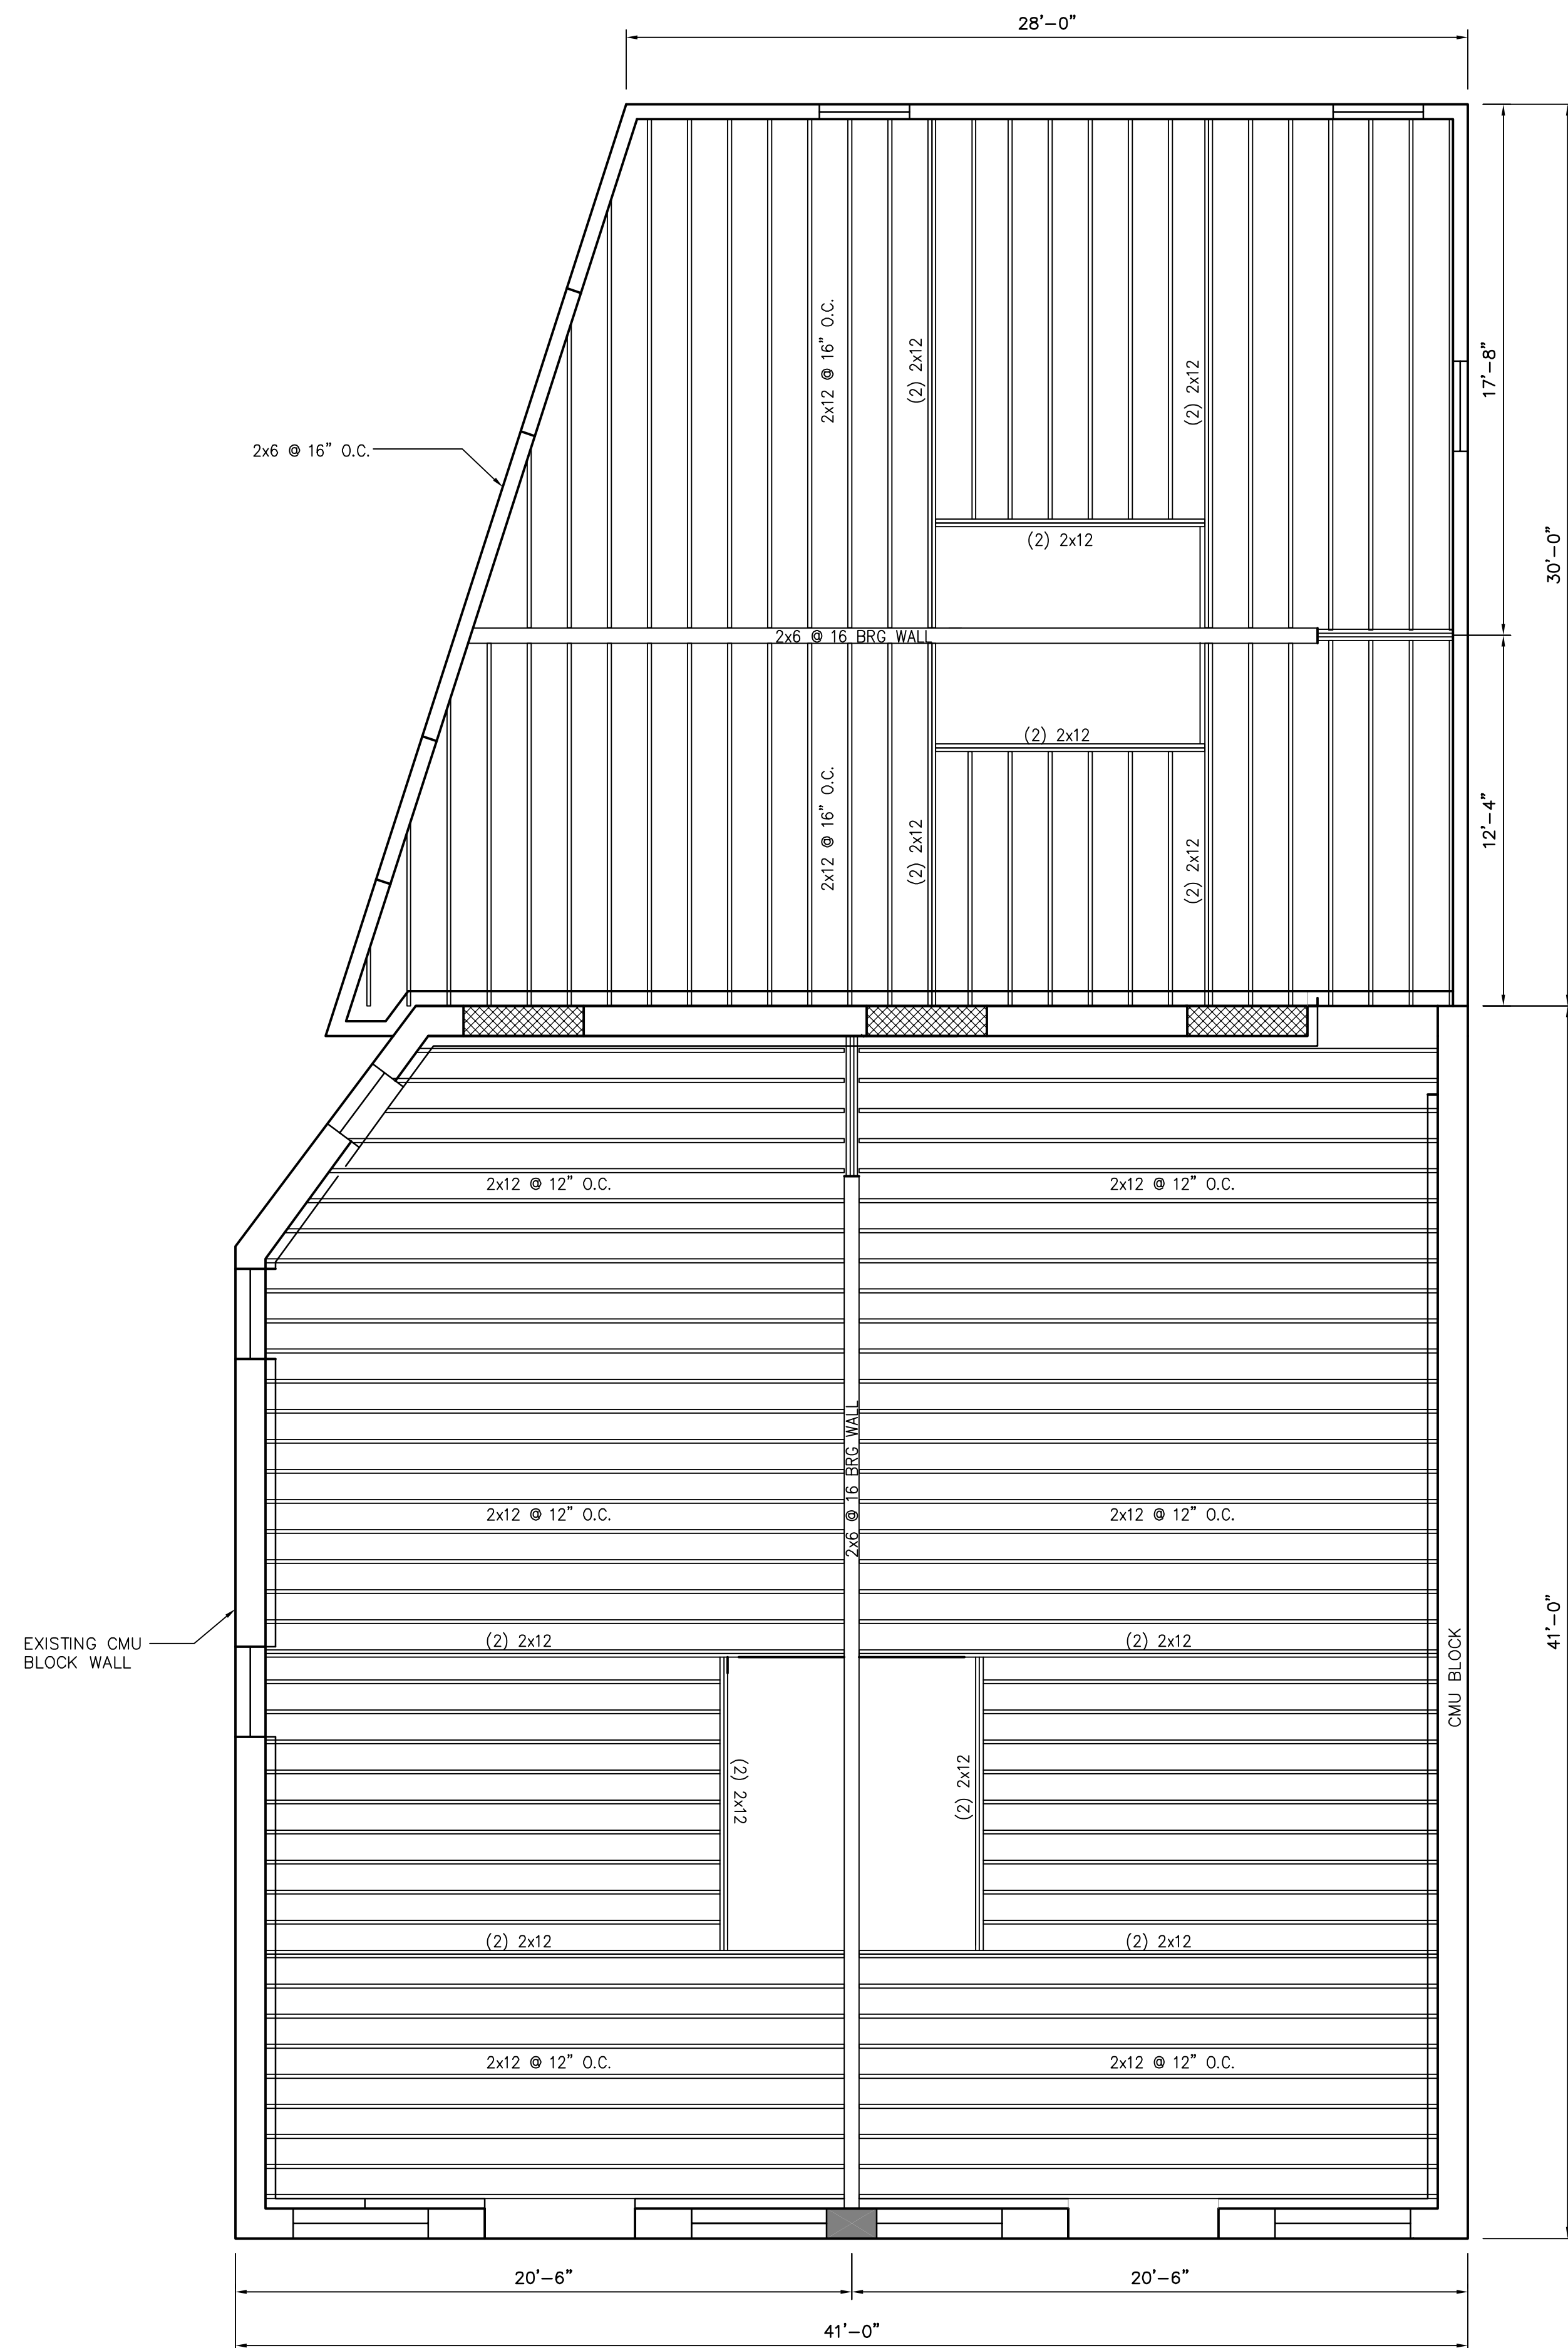 28'-0"
2x12 @ 16" O.C.
(2) 2x12
(2) 2x12
17'-8"
2x6 @ 16" O.C.
(2) 2x12
30'-0"
2x6 @ 16 BRG WALL
(2) 2x12
2x12 @ 16" O.C.
(2) 2x12
(2) 2x12
12'-4"
2x12 @ 12" O.C.
2x12 @ 12" O.C.
2x6 @ 16 BRG WALL
2x12 @ 12" O.C.
2x12 @ 12" O.C.
EXISTING CMU
BLOCK WALL
(2) 2x12
(2) 2x12
CMU BLOCK
41'-0"
(2) 2x12
(2) 2x12
(2) 2x12
(2) 2x12
2x12 @ 12" O.C.
2x12 @ 12" O.C.
20'-6"
20'-6"
41'-0"